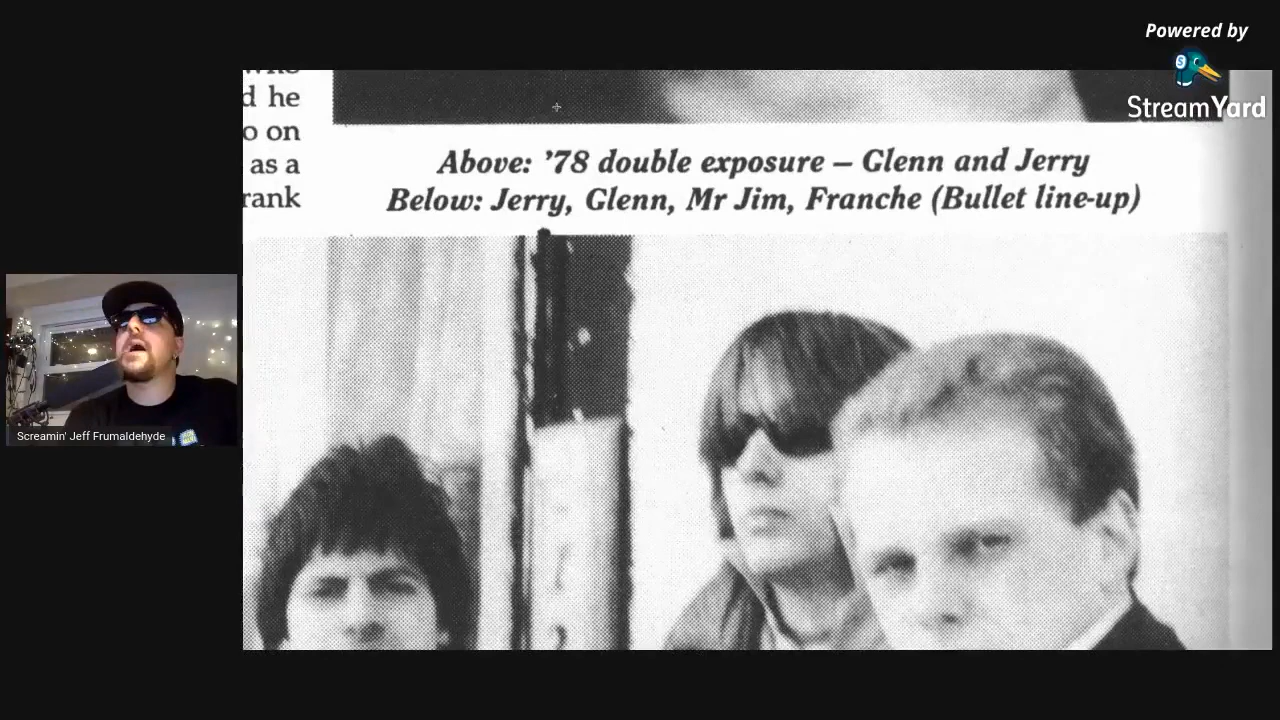 Powered by
StreamYard
d he
o on
as a
rank
Above: ’78 double exposure – Glenn and Jerry
Below: Jerry, Glenn, Mr Jim, Franche (Bullet line-up)
Screamin' Jeff Frumaldehyde